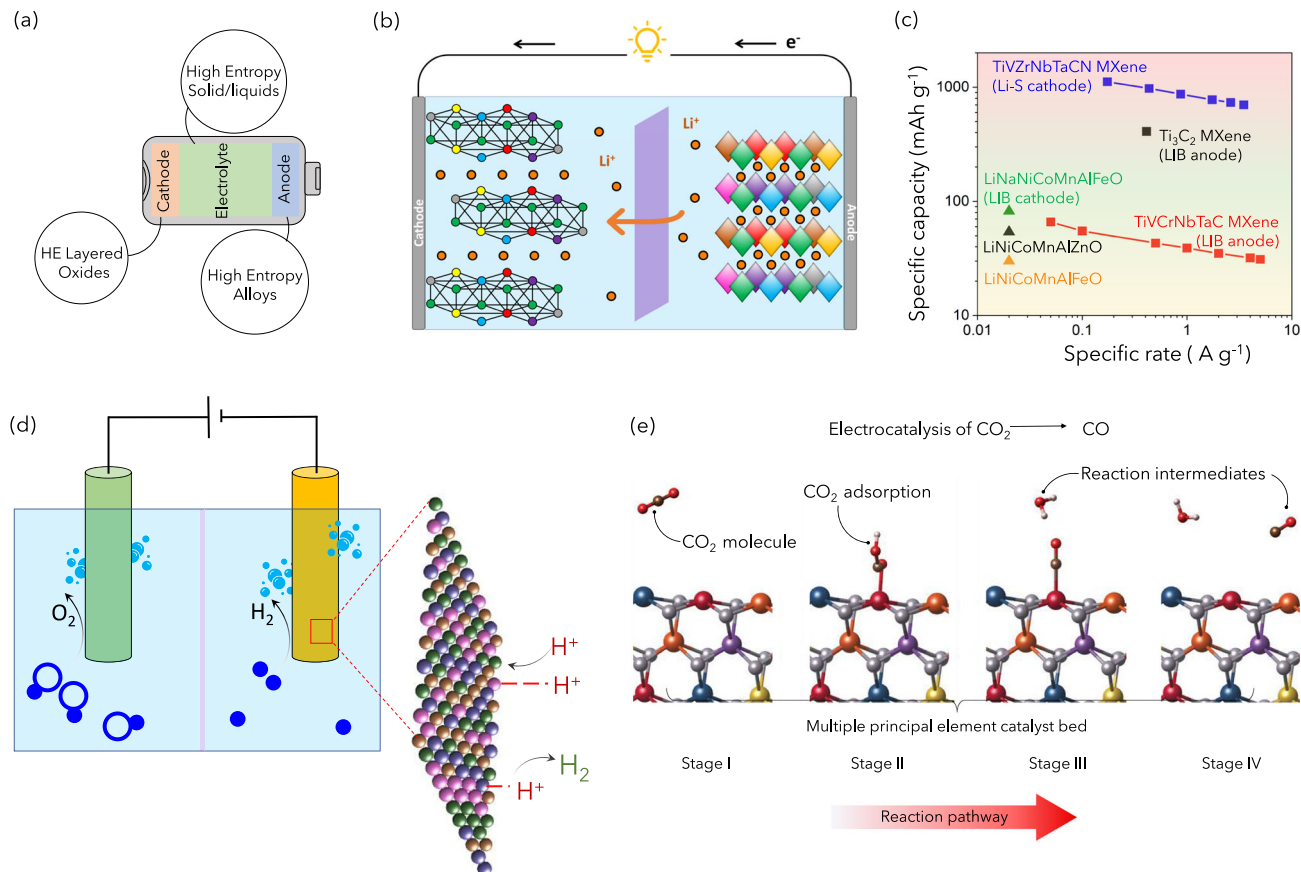 (a)
High Entropy
Solid/liquids
Cathode
Electrolyte
Anode
HE Layered
Oxides
High Entropy
Alloys
(b)
e-
Li+
Li+
Cathode
Anode
(c)
Specific capacity (mAh g-1)
1000
100
10
TiVZrNbTaCN MXene
(Li-S cathode)
Ti3C2 MXene
(LIB anode)
LiNaNiCoMnAlFeO
(LIB cathode)
TiVCrNbTaC MXene
(LIB anode)
LiNiCoMnAlZnO
LiNiCoMnAlFeO
0.01
0.1
1
10
Specific rate ( A g-1)
(d)
O2
H2
H+
H+
H2
H+
(e)
Electrocatalysis of CO2 → CO
Reaction intermediates
CO2 adsorption
CO2 molecule
Multiple principal element catalyst bed
Stage I
Stage II
Stage III
Stage IV
Reaction pathway